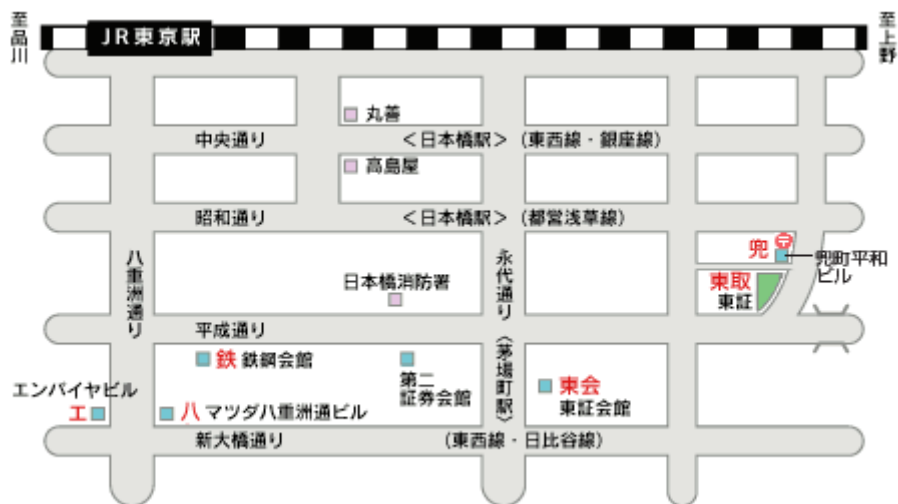 至品川
JR東京駅
至上野
丸善
中央通り
<日本橋駅>(東西線・銀座線)
高島屋
昭和通り
<日本橋駅>(都営浅草線)
八重洲通り
永代通り
<茅場町駅>
兜
兜町平和
ビル
東取
東証
日本橋消防署
平成通り
鉄 鉄鋼会館
第二
証券会館
東会
東証会館
エンパイヤビル
エ
八 マツダ八重洲通ビル
新大橋通り
(東西線・日比谷線)